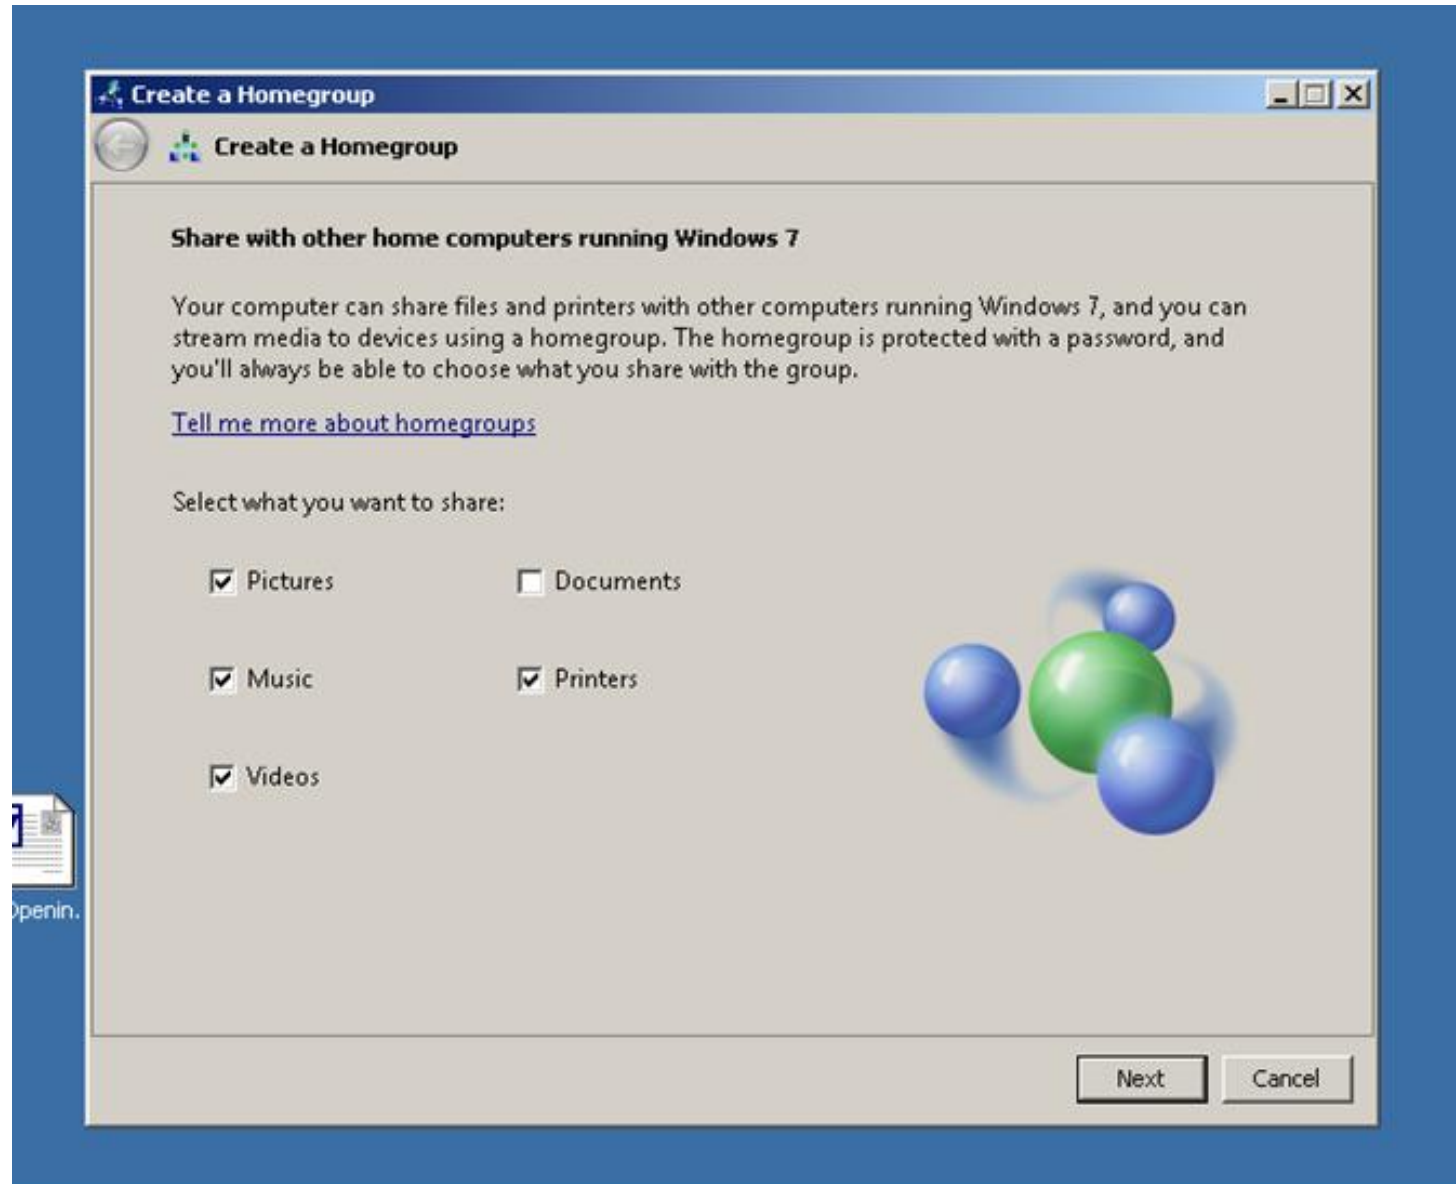 Create a Homegroup
Create a Homegroup
Share with other home computers running Windows 7
Your computer can share files and printers with other computers running Windows 7, and you can
stream media to devices using a homegroup. The homegroup is protected with a password, and
you'll always be able to choose what you share with the group.
Tell me more about homegroups
Select what you want to share:
Pictures Documents
Music Printers
Videos
Openin.
Next Cancel